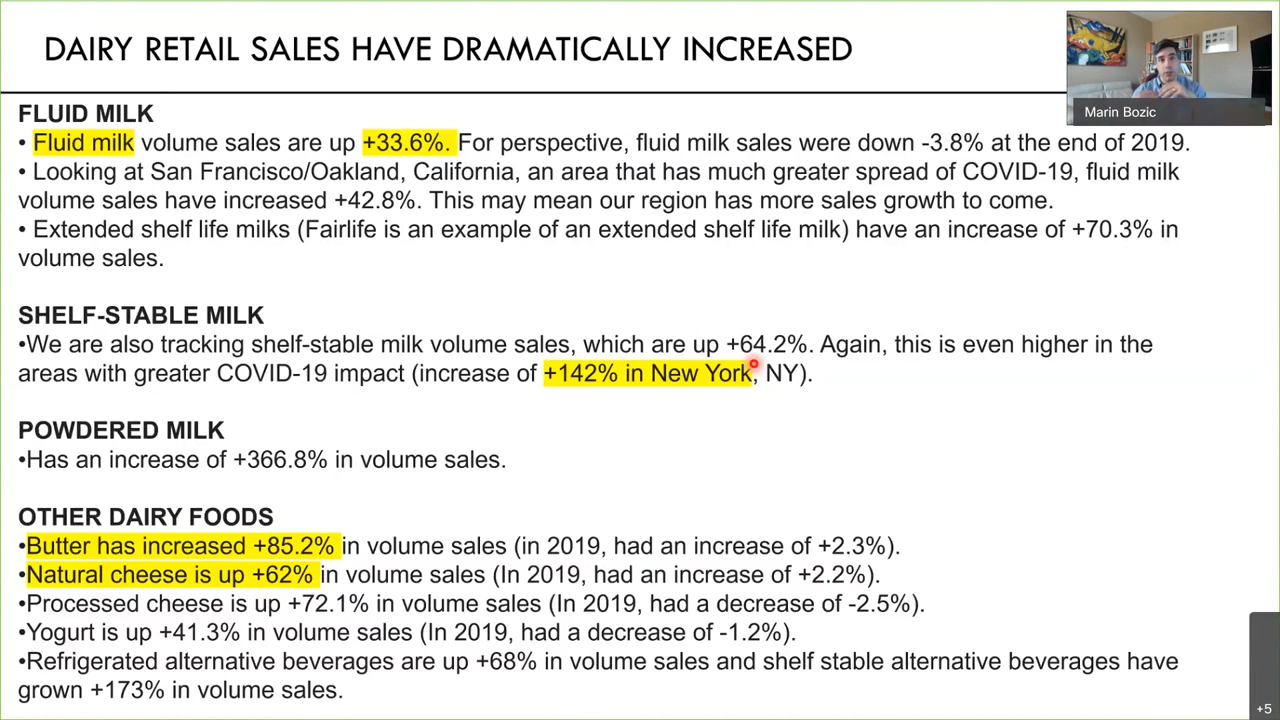 DAIRY RETAIL SALES HAVE DRAMATICALLY INCREASED
Marin Bozic
FLUID MILK
• Fluid milk volume sales are up +33.6%. For perspective, fluid milk sales were down -3.8% at the end of 2019.
• Looking at San Francisco/Oakland, California, an area that has much greater spread of COVID-19, fluid milk
volume sales have increased +42.8%. This may mean our region has more sales growth to come.
• Extended shelf life milks (Fairlife is an example of an extended shelf life milk) have an increase of +70.3% in
volume sales.
SHELF-STABLE MILK
•We are also tracking shelf-stable milk volume sales, which are up +64.2%. Again, this is even higher in the
areas with greater COVID-19 impact (increase of +142% in New York, NY).
POWDERED MILK
•Has an increase of +366.8% in volume sales.
OTHER DAIRY FOODS
•Butter has increased +85.2% in volume sales (in 2019, had an increase of +2.3%).
•Natural cheese is up +62% in volume sales (In 2019, had an increase of +2.2%).
•Processed cheese is up +72.1% in volume sales (In 2019, had a decrease of -2.5%).
•Yogurt is up +41.3% in volume sales (In 2019, had a decrease of -1.2%).
•Refrigerated alternative beverages are up +68% in volume sales and shelf stable alternative beverages have
grown +173% in volume sales.
+5